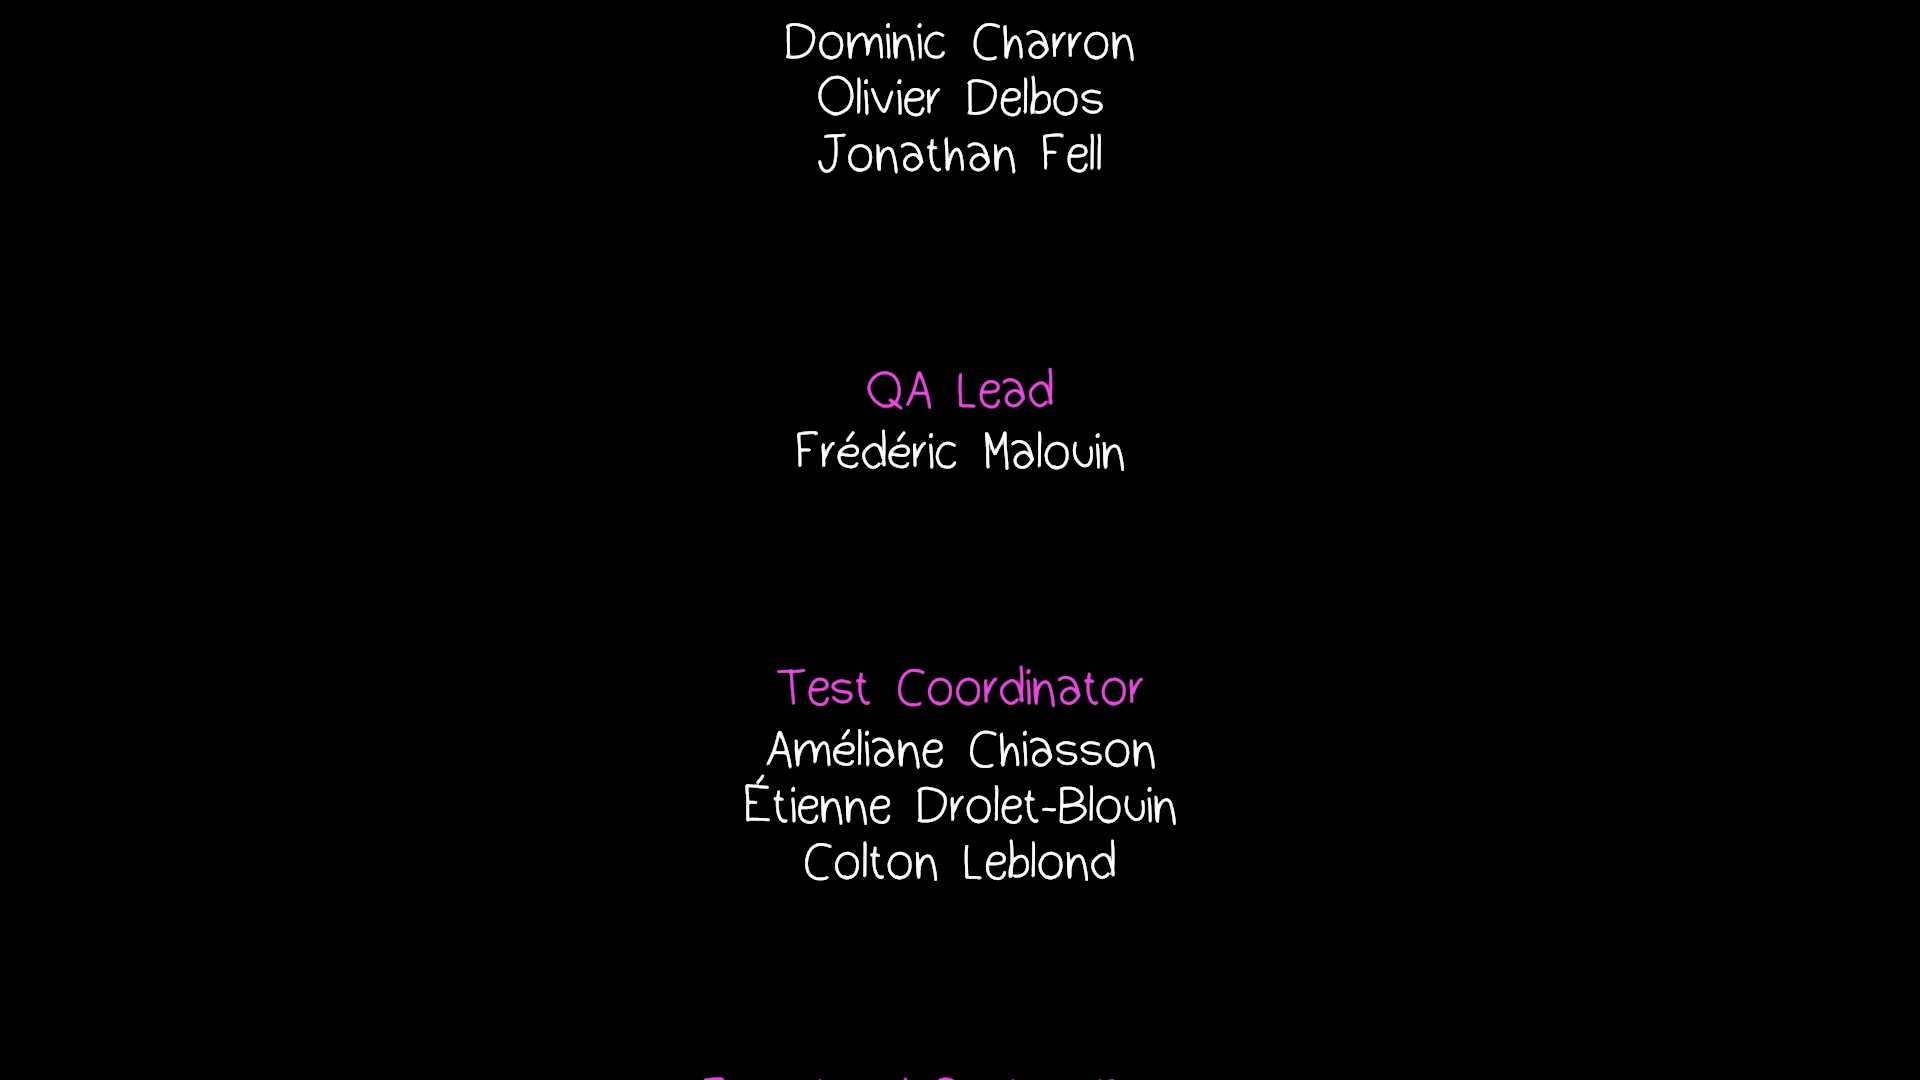 Dominic Charron
Olivier Delbos
Jonathan Fell
QA Lead
Frédéric Malouin
Test Coordinator
Améliane Chiasson
Étienne Drolet-Blouin
Colton Leblond